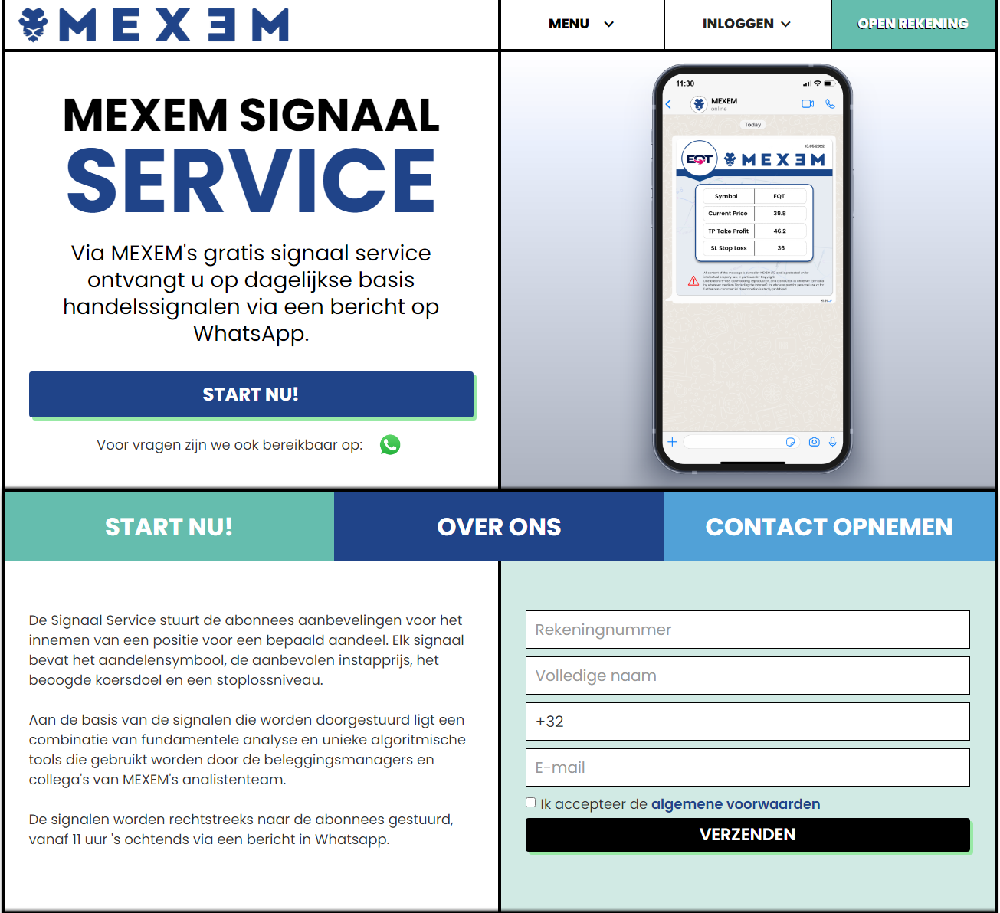 MEXEM
MENU
INLOGGEN
OPEN REKENING
MEXEM SIGNAAL
SERVICE
Via MEXEM's gratis signaal service
ontvangt u op dagelijkse basis
handelssignalen via een bericht op
WhatsApp.
START NU!
Voor vragen zijn we ook bereikbaar op:
11:30
MEXEM
online
Today
13.06.2022
EQT
MEXEM
Symbol EQT
Current Price 39.8
TP Take Profit 46.2
SL Stop Loss 36
START NU!
OVER ONS
CONTACT OPNEMEN
De Signaal Service stuurt de abonnees aanbevelingen voor het
innemen van een positie voor een bepaald aandeel. Elk signaal
bevat het aandelensymbool, de aanbevolen instapprijs, het
beoogde koersdoel en een stoplossniveau.
Aan de basis van de signalen die worden doorgestuurd ligt een
combinatie van fundamentele analyse en unieke algoritmische
tools die gebruikt worden door de beleggingsmanagers en
collega's van MEXEM's analistenteam.
De signalen worden rechtstreeks naar de abonnees gestuurd,
vanaf 11 uur 's ochtends via een bericht in Whatsapp.
Rekeningnummer
Volledige naam
+32
E-mail
Ik accepteer de algemene voorwaarden
VERZENDEN